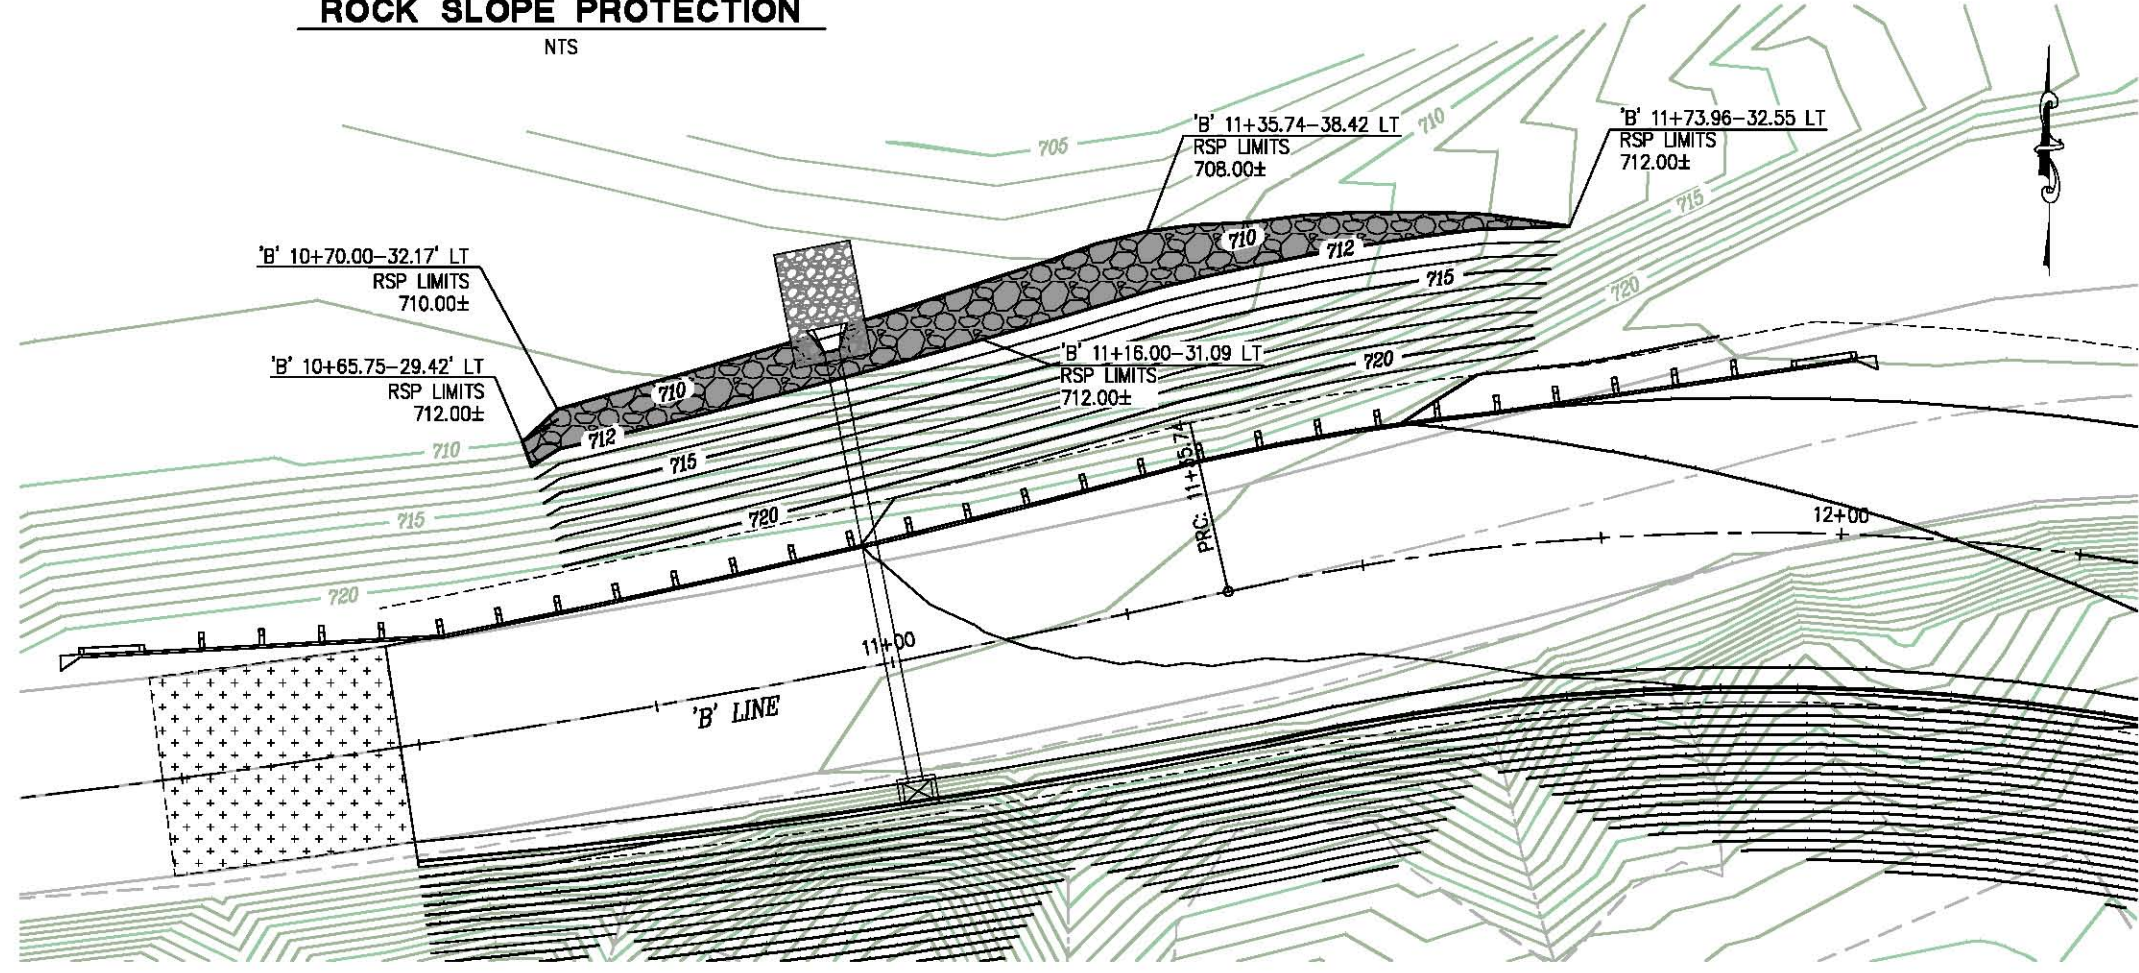 ROCK SLOPE PROTECTION
NTS
'B' 11+35.74-38.42 LT
RSP LIMITS
708.00±
'B' 11+73.96-32.55 LT
RSP LIMITS
712.00±
710
705
715
720
'B' 10+70.00-32.17' LT
RSP LIMITS
710.00±
'B' 10+65.75-29.42' LT
RSP LIMITS
712.00±
710
712
715
720
'B' 11+16.00-31.09 LT
RSP LIMITS
712.00±
710
712
715
720
710
715
720
PRC: 11+35.74
12+00
11+00
'B' LINE